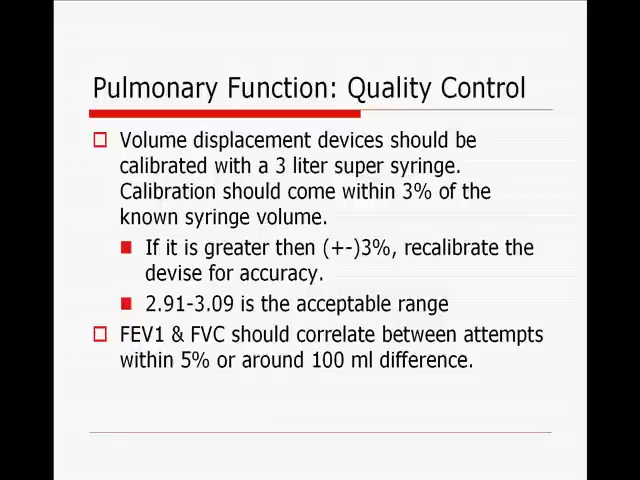 Pulmonary Function: Quality Control
Volume displacement devices should be
calibrated with a 3 liter super syringe.
Calibration should come within 3% of the
known syringe volume.
If it is greater then (+-)3%, recalibrate the
devise for accuracy.
2.91-3.09 is the acceptable range
FEV1 & FVC should correlate between attempts
within 5% or around 100 ml difference.